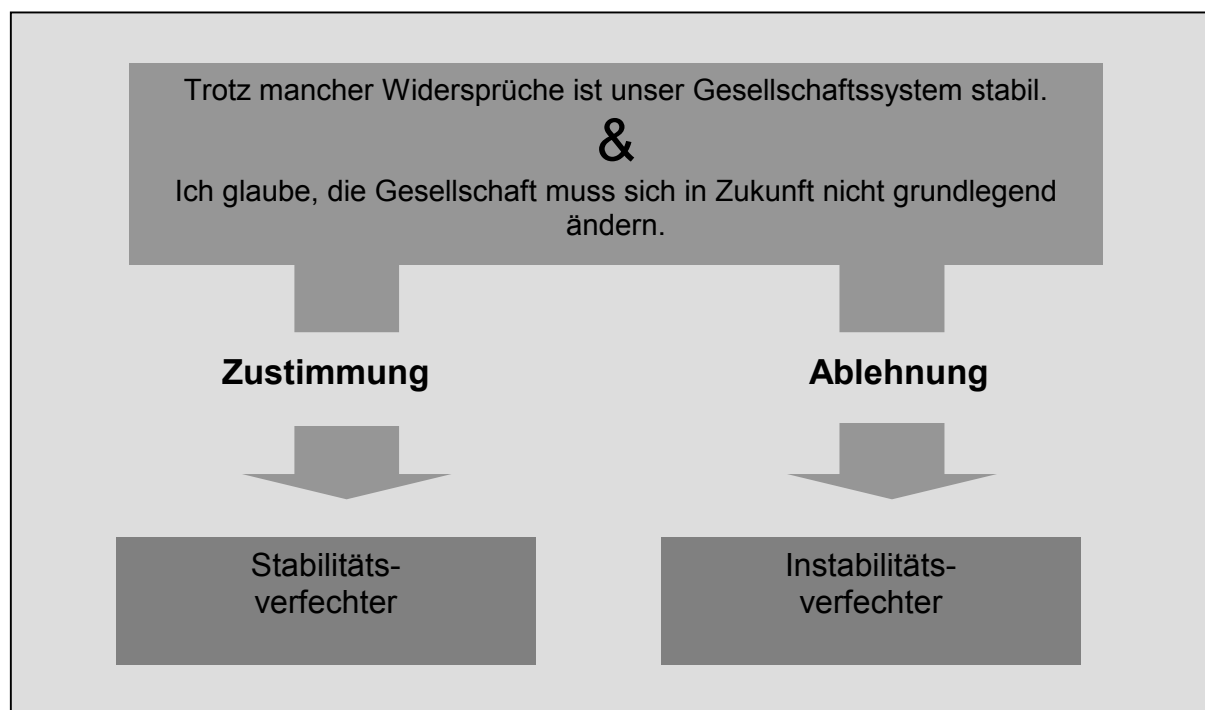 Trotz mancher Widersprüche ist unser Gesellschaftssystem stabil.
&
Ich glaube, die Gesellschaft muss sich in Zukunft nicht grundlegend
ändern.
Zustimmung
Ablehnung
Stabilitäts-
verfechter
Instabilitäts-
verfechter